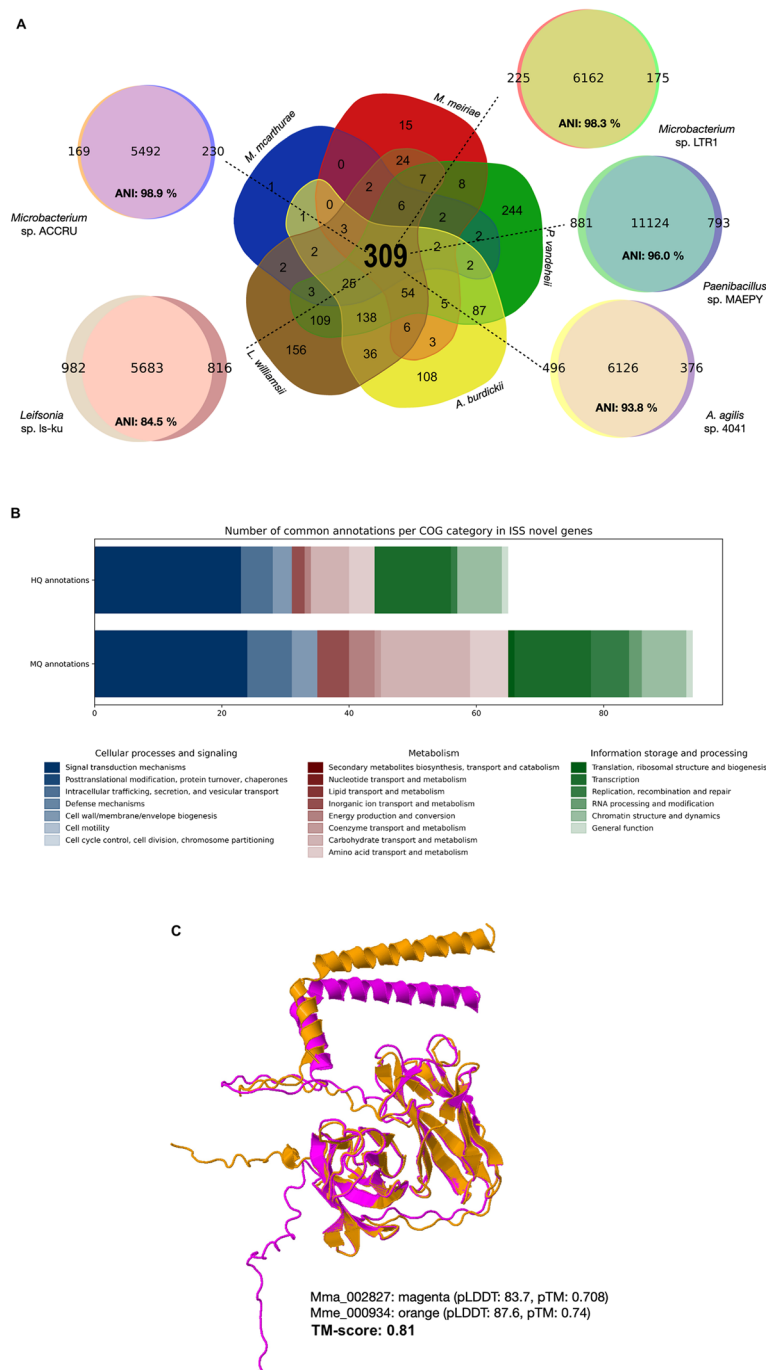 A
225 6162 175
ANI: 98.3 %
Microbacterium
sp. LTR1
169 5492 230
ANI: 98.9 %
Microbacterium
sp. ACCRU
M. mcarthurae
M. meiriae
P. vandeheii
A. burdickii
L. williamsii
15
0 24
2 7 8
1
0 6 244
1 3 2 2
2 309 2
2 25 2
3 54 5
109 138 87
6 3
156 36
108
881 11124 793
ANI: 96.0 %
Paenibacillus
sp. MAEPY
982 5683 816
ANI: 84.5 %
Leifsonia
sp. ls-ku
496 6126 376
ANI: 93.8 %
A. agilis
sp. 4041
B
Number of common annotations per COG category in ISS novel genes
HQ annotations
MQ annotations
0 20 40 60 80
Cellular processes and signaling
Signal transduction mechanisms
Posttranslational modification, protein turnover, chaperones
Intracellular trafficking, secretion, and vesicular transport
Defense mechanisms
Cell wall/membrane/envelope biogenesis
Cell motility
Cell cycle control, cell division, chromosome partitioning
Metabolism
Secondary metabolites biosynthesis, transport and catabolism
Nucleotide transport and metabolism
Lipid transport and metabolism
Inorganic ion transport and metabolism
Energy production and conversion
Coenzyme transport and metabolism
Carbohydrate transport and metabolism
Amino acid transport and metabolism
Information storage and processing
Translation, ribosomal structure and biogenesis
Transcription
Replication, recombination and repair
RNA processing and modification
Chromatin structure and dynamics
General function
C
Mma_002827: magenta (pLDDT: 83.7, pTM: 0.708)
Mme_000934: orange (pLDDT: 87.6, pTM: 0.74)
TM-score: 0.81